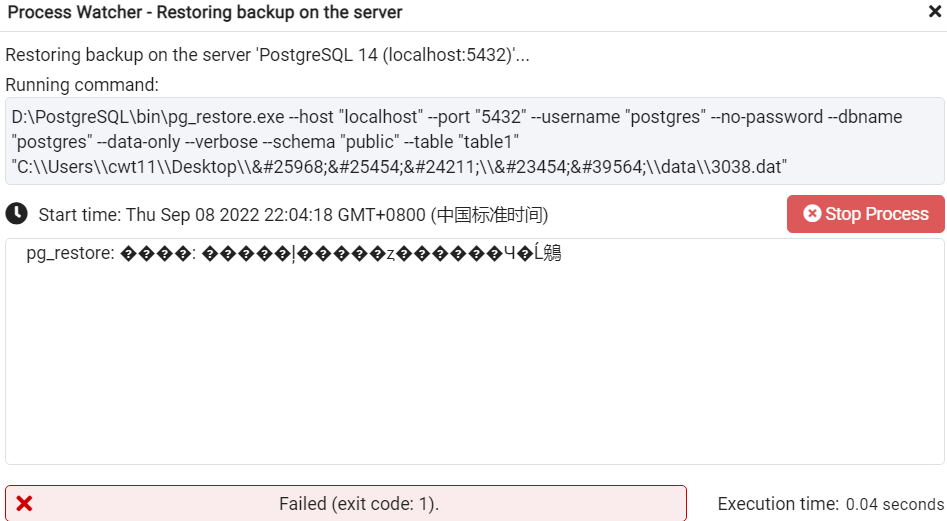 Process Watcher - Restoring backup on the server
Restoring backup on the server 'PostgreSQL 14 (localhost:5432)'...
Running command:
D:\PostgreSQL\bin\pg_restore.exe --host "localhost" --port "5432" --username "postgres" --no-password --dbname
"postgres" --data-only --verbose --schema "public" --table "table1"
"C:\\Users\\cwt11\\Desktop\\&#25968;&#25454;&#24211;\\&#23454;&#39564;\\data\\3038.dat"
Start time: Thu Sep 08 2022 22:04:18 GMT+0800 (中国标准时间)
Stop Process
pg_restore: ����: �����ļ�����ⱬ������Ч�Ĺ鵵
Failed (exit code: 1).
Execution time: 0.04 seconds